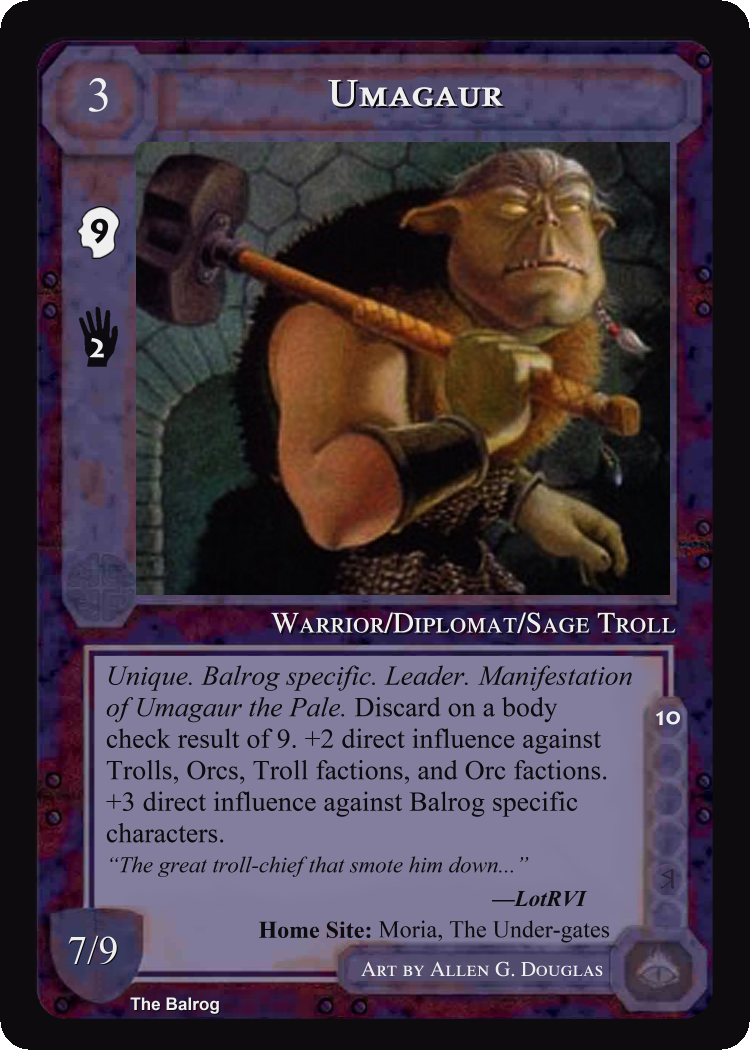 3
UMAGAUR
9
2
WARRIOR/DIPLOMAT/SAGE TROLL
Unique. Balrog specific. Leader. Manifestation
of Umagaur the Pale. Discard on a body
check result of 9. +2 direct influence against
Trolls, Orcs, Troll factions, and Orc factions.
+3 direct influence against Balrog specific
characters.
“The great troll-chief that smote him down...”
—LotRVI
Home Site: Moria, The Under-gates
10
7/9
ART BY ALLEN G. DOUGLAS
The Balrog